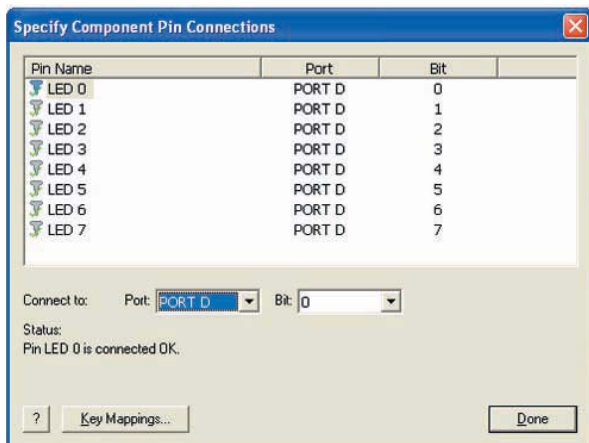 Specify Component Pin Connections
Pin Name Port Bit
LED 0 PORT D 0
LED 1 PORT D 1
LED 2 PORT D 2
LED 3 PORT D 3
LED 4 PORT D 4
LED 5 PORT D 5
LED 6 PORT D 6
LED 7 PORT D 7
Connect to: Port: PORT D Bit: 0
Status:
Pin LED 0 is connected OK.
? Key Mappings... Done